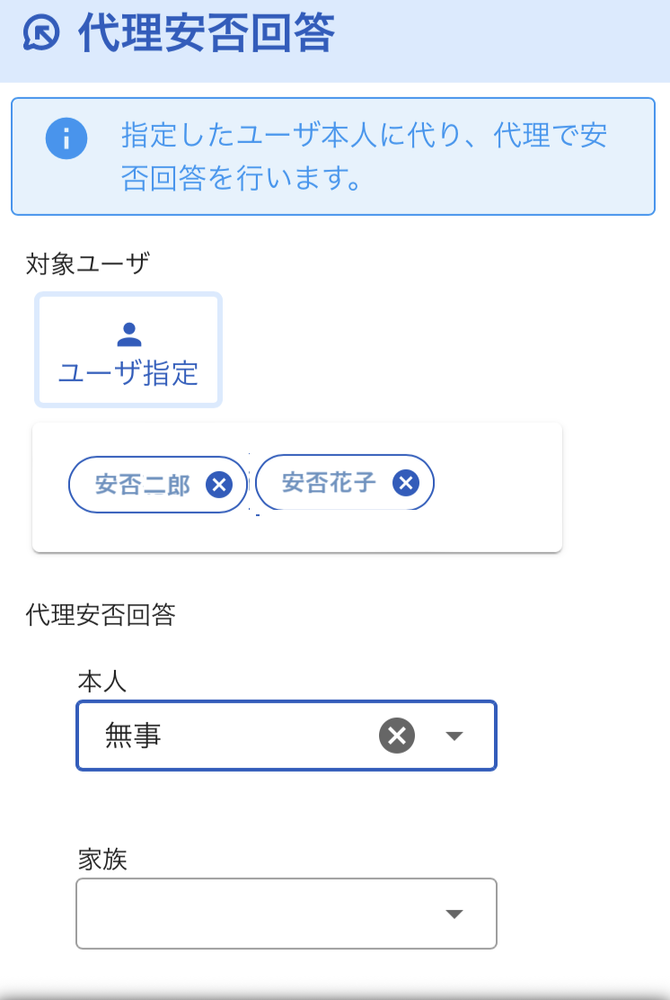 代理安否回答
指定したユーザ本人に代り、代理で安
否回答を行います。
対象ユーザ
ユーザ指定
安否二郎 安否花子
代理安否回答
本人
無事
家族